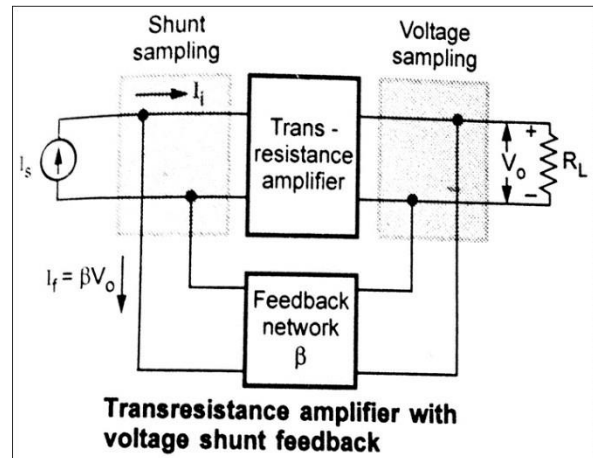 Shunt
sampling
Voltage
sampling
I_i
Trans -
resistance
amplifier
I_s
V_o
+
−
R_L
I_f = βV_o
Feedback
network
β
Transresistance amplifier with
voltage shunt feedback